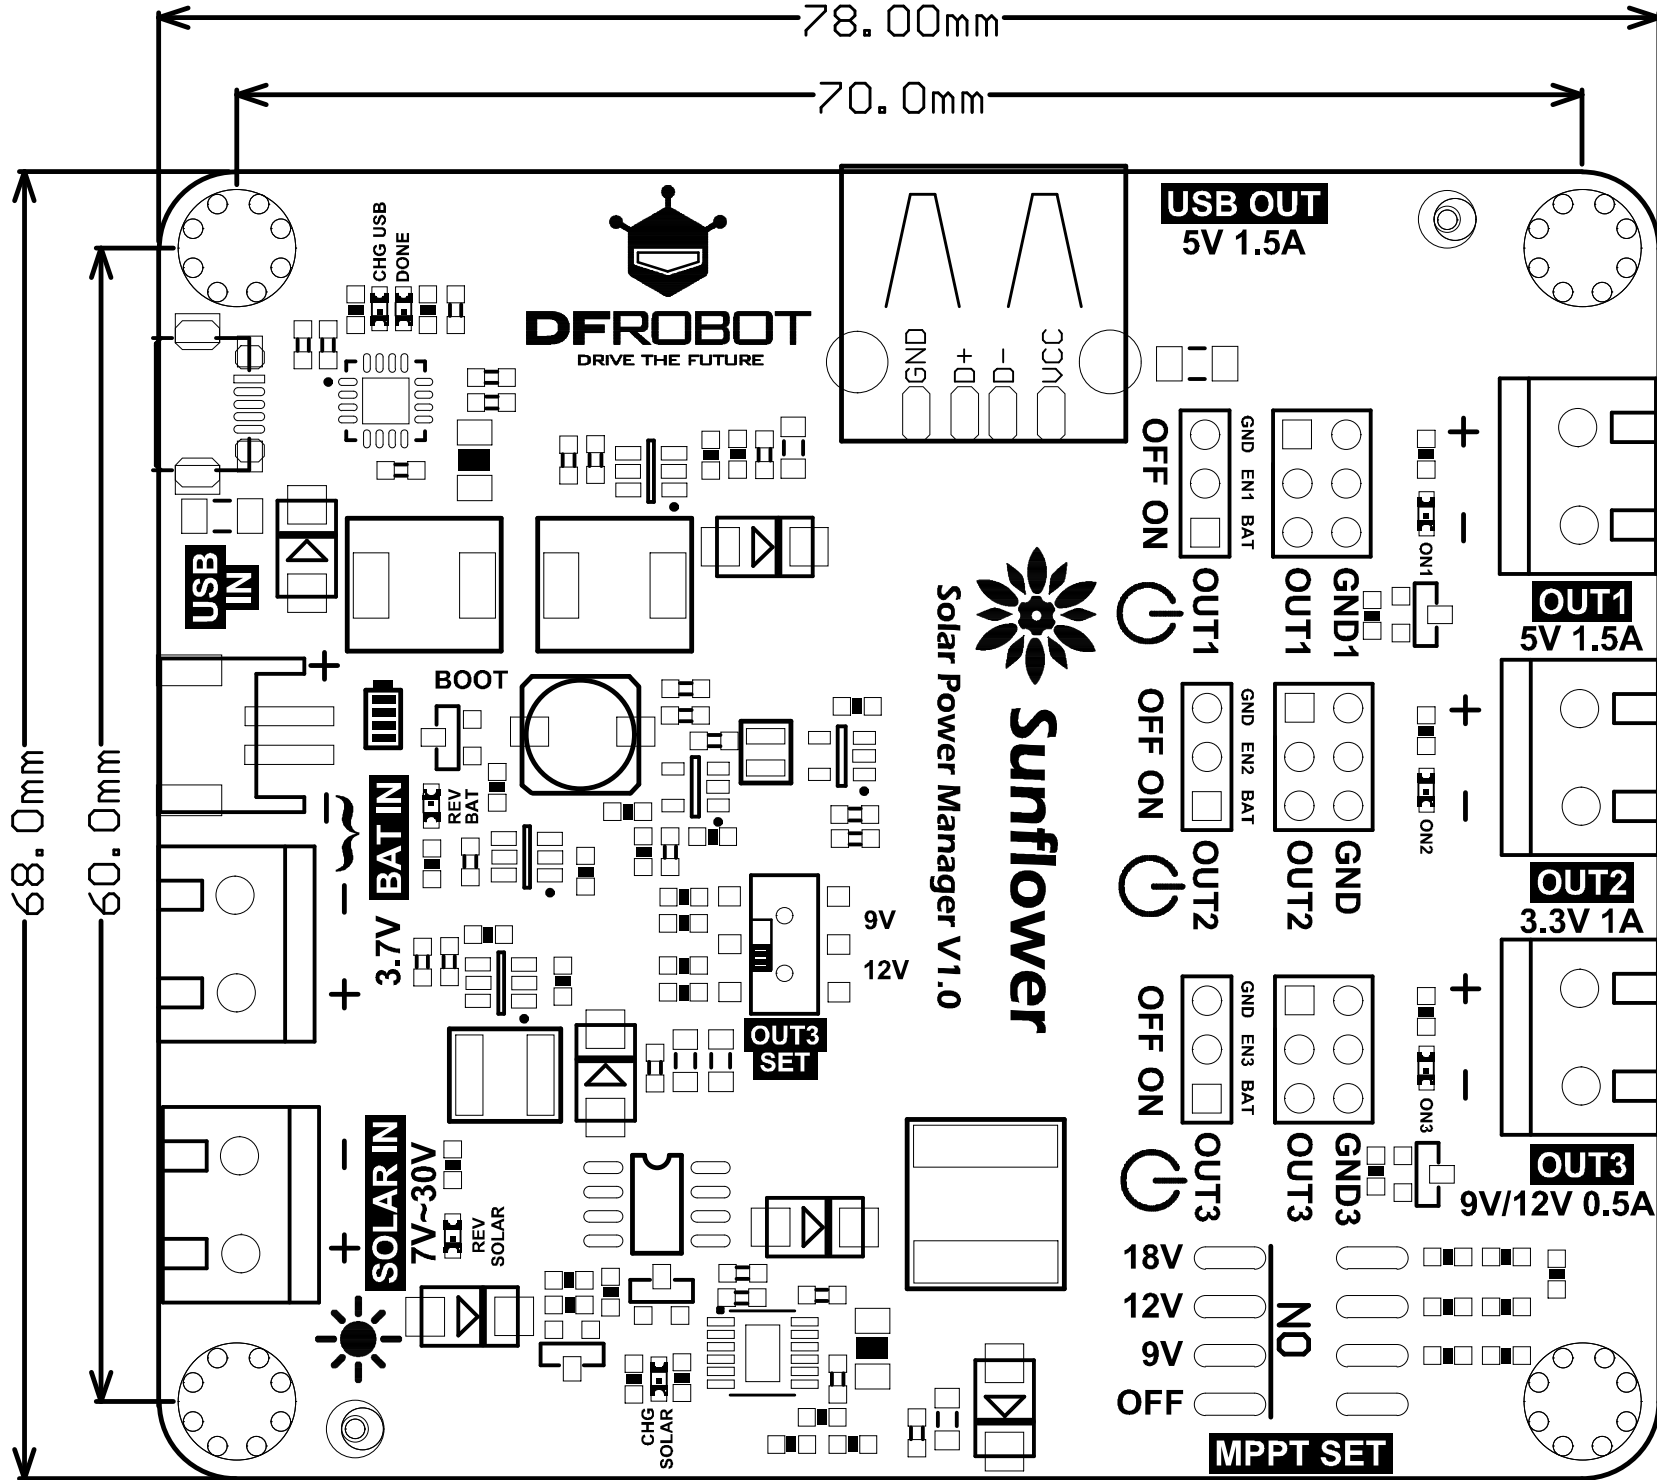 78.00mm
70.0mm
68.0mm
60.0mm
CHG USB
DONE
DFROBOT
DRIVE THE FUTURE
GND
D+
D-
VCC
USB OUT
5V 1.5A
USB
IN
OFF ON
GND EN1 BAT
OUT1
OUT1
GND1
ON1
+
-
OUT1
5V 1.5A
+
BOOT
-
}
BAT IN
3.7V
-
+
REV
BAT
Sunflower
Solar Power Manager V1.0
OFF ON
GND EN2 BAT
OUT2
OUT2
GND
ON2
+
-
OUT2
3.3V 1A
9V
12V
OUT3
SET
OFF ON
GND EN3 BAT
OUT3
OUT3
GND3
ON3
+
-
OUT3
9V/12V 0.5A
SOLAR IN
7V~30V
-
+
REV
SOLAR
CHG
SOLAR
18V
12V
9V
OFF
ON
MPPT SET